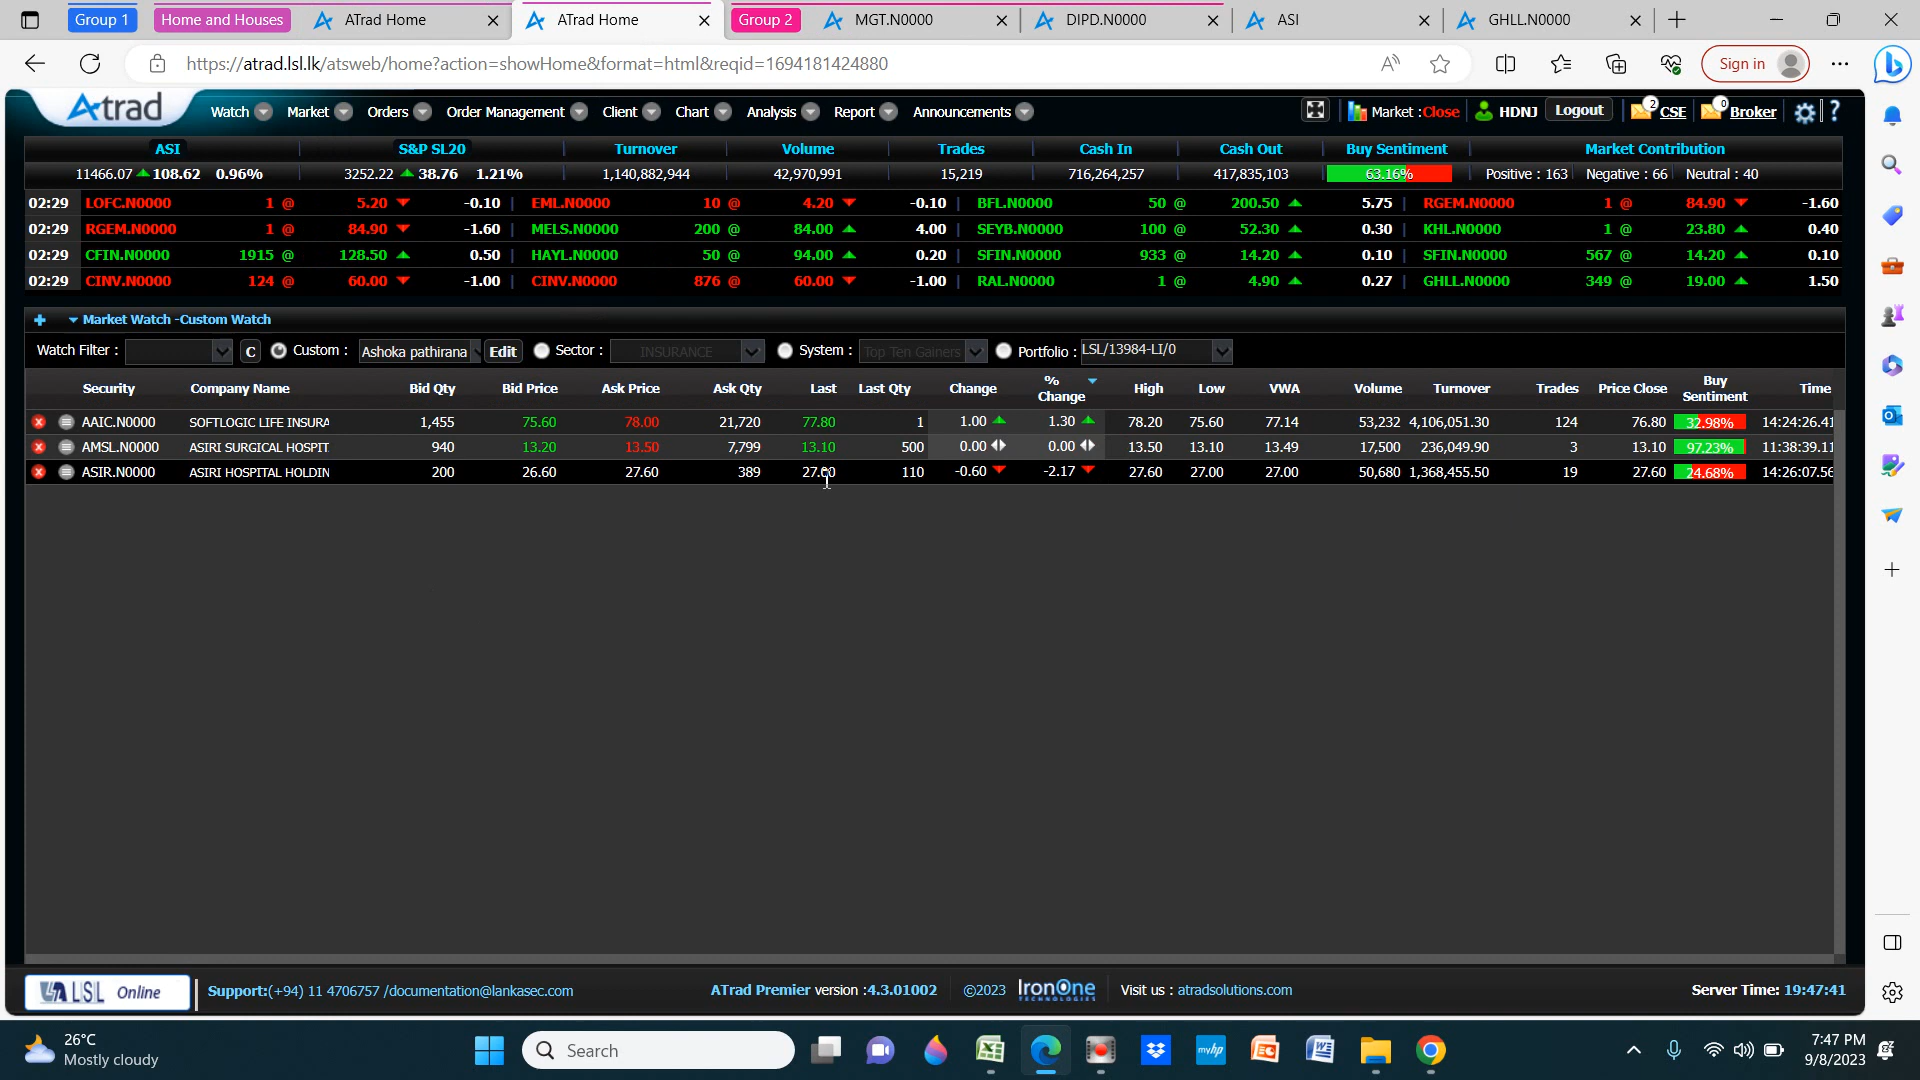 Group 1 Home and Houses ATrad Home ATrad Home Group 2 MGT.N0000 DIPD.N0000 ASI GHLL.N0000
https://atrad.lsl.lk/atsweb/home?action=showHome&format=html&reqid=1694181424880 Sign in
Atrad Watch Market Orders Order Management Client Chart Analysis Report Announcements Market :Close HDNJ Logout 2 CSE 0 Broker ?
ASI S&P SL20 Turnover Volume Trades Cash In Cash Out Buy Sentiment Market Contribution
11466.07 108.62 0.96% 3252.22 38.76 1.21% 1,140,882,944 42,970,991 15,219 716,264,257 417,835,103 63.16% Positive : 163 Negative : 66 Neutral : 40
02:29 LOFC.N0000 1 @ 5.20 -0.10 | EML.N0000 10 @ 4.20 -0.10 | BFL.N0000 50 @ 200.50 5.75 | RGEM.N0000 1 @ 84.90 -1.60
02:29 RGEM.N0000 1 @ 84.90 -1.60 | MELS.N0000 200 @ 84.00 4.00 | SEYB.N0000 100 @ 52.30 0.30 | KHL.N0000 1 @ 23.80 0.40
02:29 CFIN.N0000 1915 @ 128.50 0.50 | HAYL.N0000 50 @ 94.00 0.20 | SFIN.N0000 933 @ 14.20 0.10 | SFIN.N0000 567 @ 14.20 0.10
02:29 CINV.N0000 124 @ 60.00 -1.00 | CINV.N0000 876 @ 60.00 -1.00 | RAL.N0000 1 @ 4.90 0.27 | GHLL.N0000 349 @ 19.00 1.50
Market Watch -Custom Watch
Watch Filter : C Custom : Ashoka pathirana Edit Sector : INSURANCE System : Top Ten Gainers Portfolio : LSL/13984-LI/0
Security Company Name Bid Qty Bid Price Ask Price Ask Qty Last Last Qty Change % Change High Low VWA Volume Turnover Trades Price Close Buy Sentiment Time
AAIC.N0000 SOFTLOGIC LIFE INSURA 1,455 75.60 78.00 21,720 77.80 1 1.00 1.30 78.20 75.60 77.14 53,232 4,106,051.30 124 76.80 32.98% 14:24:26.41
AMSL.N0000 ASIRI SURGICAL HOSPIT 940 13.20 13.50 7,799 13.10 500 0.00 0.00 13.50 13.10 13.49 17,500 236,049.90 3 13.10 97.23% 11:38:39.11
ASIR.N0000 ASIRI HOSPITAL HOLDIN 200 26.60 27.60 389 27.00 110 -0.60 -2.17 27.60 27.00 27.00 50,680 1,368,455.50 19 27.60 24.68% 14:26:07.56
LSL Online Support:(+94) 11 4706757 /documentation@lankasec.com ATrad Premier version :4.3.01002 ©2023 IronOne TECHNOLOGIES Visit us : atradsolutions.com Server Time: 19:47:41
26°C
Mostly cloudy
Search
myhp
7:47 PM
9/8/2023